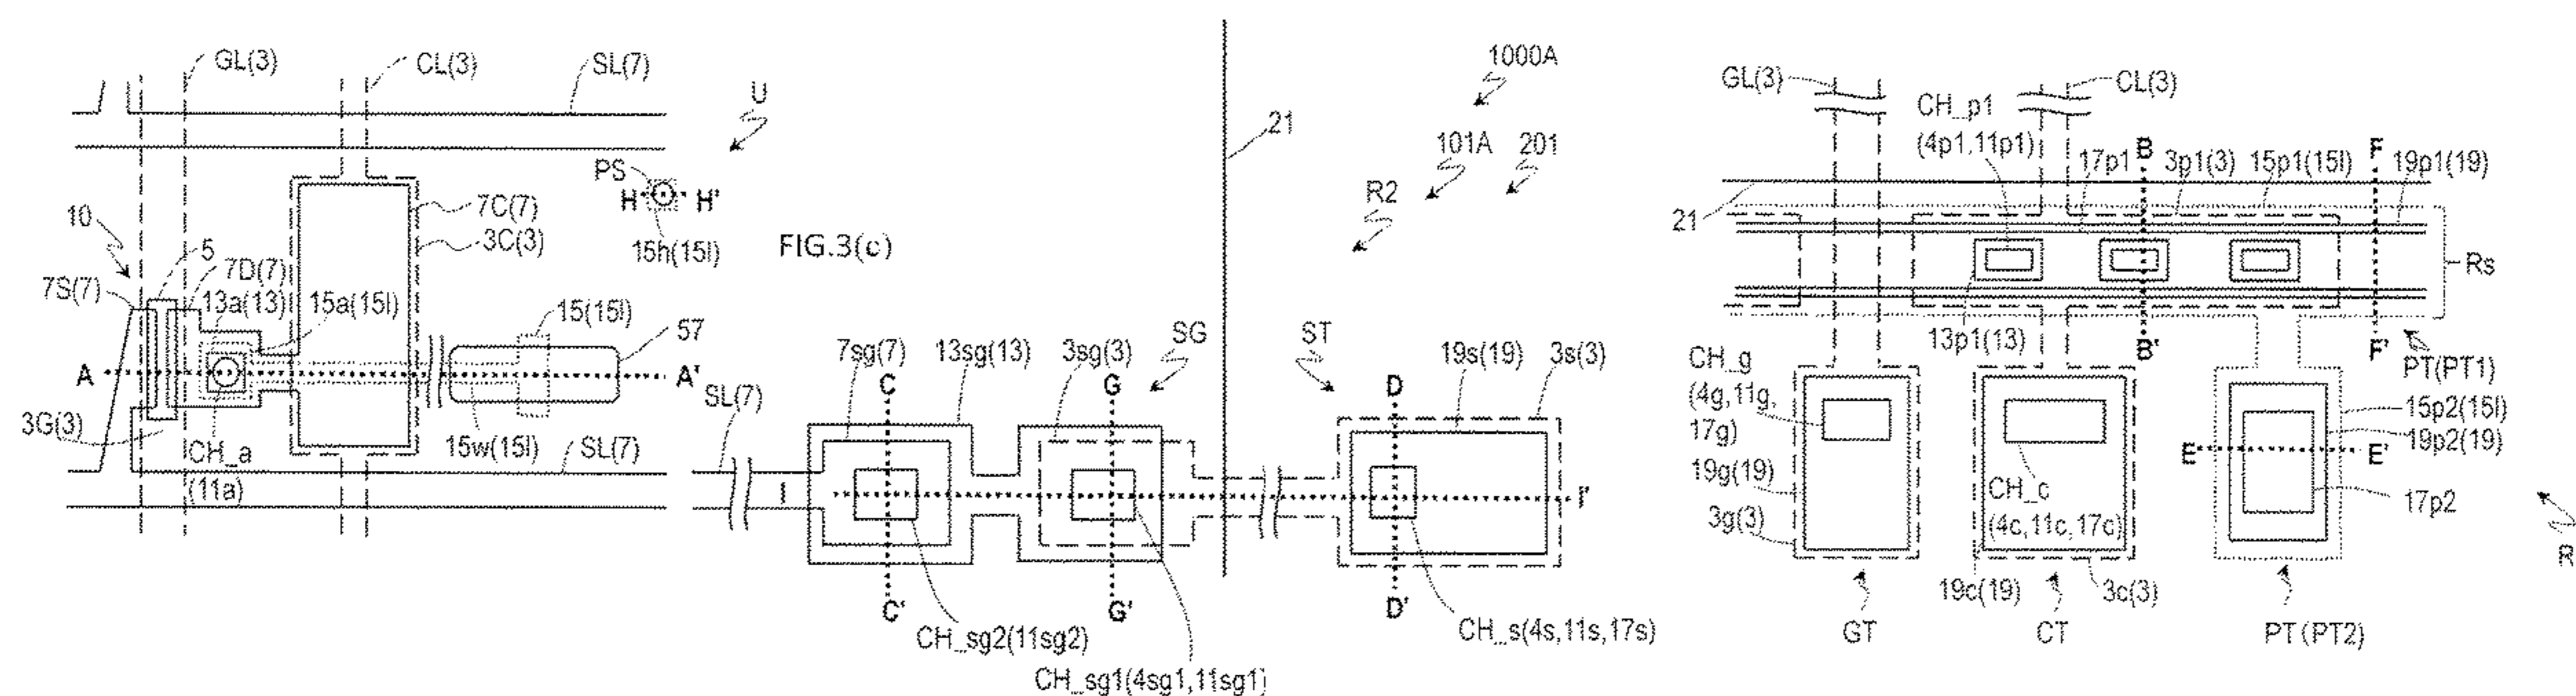 GL(3)
CL(3)
SL(7)
U
PS
H H'
15h(15l)
FIG.3(c)
10
5
7S(7)
7D(7)
13a(13)
15a(15l)
7C(7)
3C(3)
15(15l)
57
A A'
3G(3)
CH_a
(11a)
15w(15l)
SL(7)
SL(7)
I
7sg(7)
13sg(13)
3sg(3)
SG
C
G
C'
G'
CH_sg2(11sg2)
CH_sg1(4sg1,11sg1)
21
1000A
101A
201
R2
ST
19s(19)
3s(3)
D
I'
D'
CH_s(4s,11s,17s)
GL(3)
CL(3)
CH_p1
(4p1,11p1)
17p1
B
3p1(3)
15p1(15l)
F
19p1(19)
21
Rs
13p1(13)
B'
F'
PT(PT1)
CH_g
(4g,11g,
17g)
19g(19)
3g(3)
GT
CH_c
(4c,11c,17c)
19c(19)
3c(3)
CT
15p2(15l)
19p2(19)
E E'
17p2
PT(PT2)
R